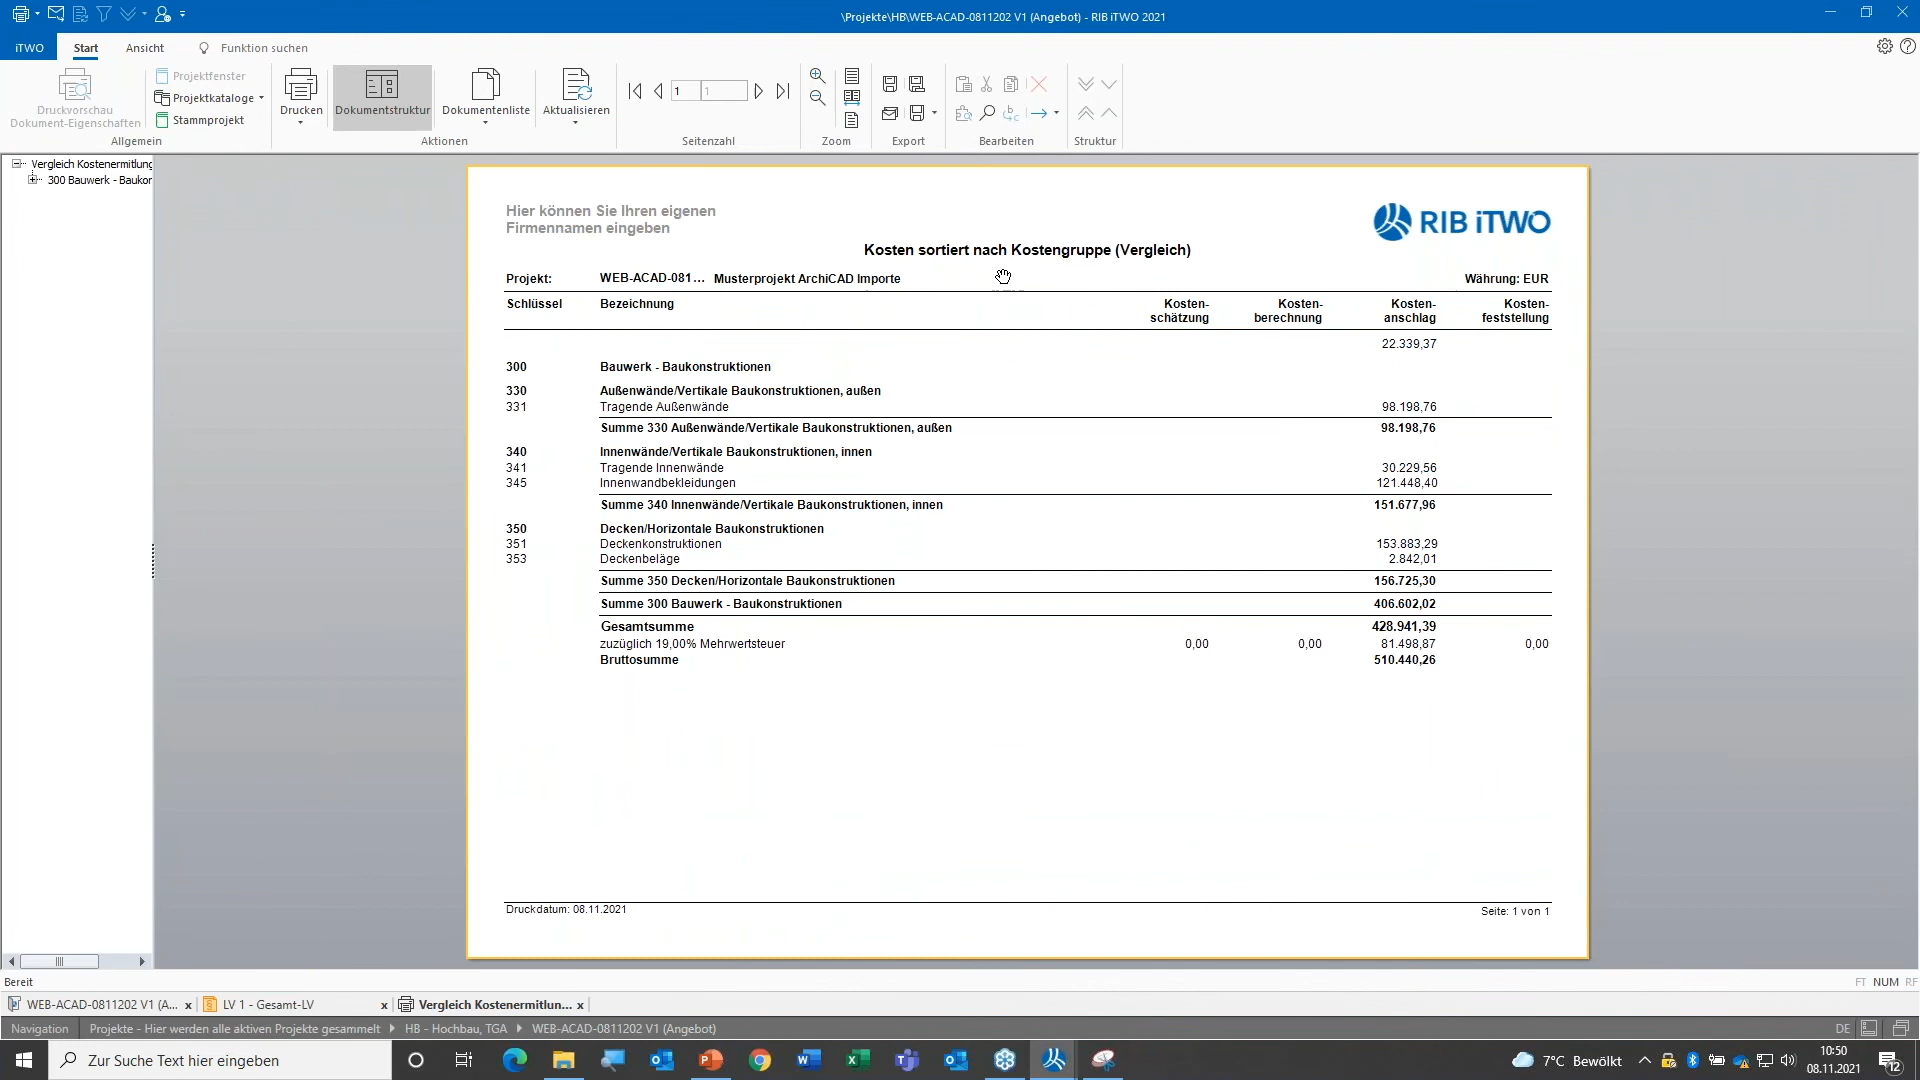 \Projekte\HB\WEB-ACAD-0811202 V1 (Angebot) - RIB iTWO 2021
iTWO Start Ansicht Funktion suchen
Druckvorschau
Dokument-Eigenschaften
Projektfenster
Projektkataloge
Stammprojekt
Allgemein
Drucken
Dokumentstruktur
Dokumentenliste
Aktualisieren
Aktionen
1 1
Seitenzahl
Zoom
Export
Bearbeiten
Struktur
Vergleich Kostenermitlung
300 Bauwerk - Baukor
Hier können Sie Ihren eigenen
Firmennamen eingeben
RIB iTWO
Kosten sortiert nach Kostengruppe (Vergleich)
Projekt: WEB-ACAD-081... Musterprojekt ArchiCAD Importe Währung: EUR
Schlüssel Bezeichnung Kosten- Kosten- Kosten- Kosten-
schätzung berechnung anschlag feststellung
22.339,37
300 Bauwerk - Baukonstruktionen
330 Außenwände/Vertikale Baukonstruktionen, außen
331 Tragende Außenwände 98.198,76
Summe 330 Außenwände/Vertikale Baukonstruktionen, außen 98.198,76
340 Innenwände/Vertikale Baukonstruktionen, innen
341 Tragende Innenwände 30.229,56
345 Innenwandbekleidungen 121.448,40
Summe 340 Innenwände/Vertikale Baukonstruktionen, innen 151.677,96
350 Decken/Horizontale Baukonstruktionen
351 Deckenkonstruktionen 153.883,29
353 Deckenbeläge 2.842,01
Summe 350 Decken/Horizontale Baukonstruktionen 156.725,30
Summe 300 Bauwerk - Baukonstruktionen 406.602,02
Gesamtsumme 428.941,39
zuzüglich 19,00% Mehrwertsteuer 0,00 0,00 81.498,87 0,00
Bruttosumme 510.440,26
Druckdatum: 08.11.2021 Seite: 1 von 1
Bereit FT NUM RF
WEB-ACAD-0811202 V1 (A... x LV 1 - Gesamt-LV x Vergleich Kostenermitlun... x
Navigation Projekte - Hier werden alle aktiven Projekte gesammelt HB - Hochbau, TGA WEB-ACAD-0811202 V1 (Angebot) DE
Zur Suche Text hier eingeben 7°C Bewölkt 10:50
08.11.2021 12